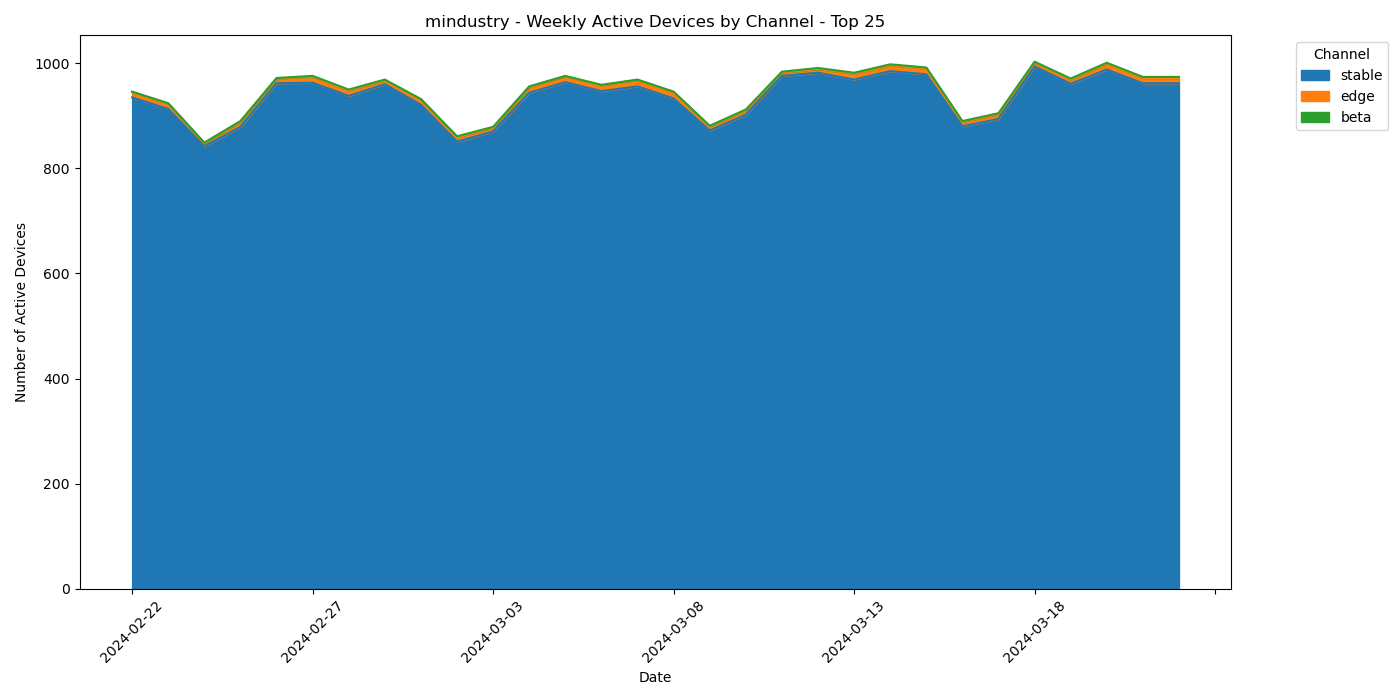 mindustry - Weekly Active Devices by Channel - Top 25
Channel
stable
edge
beta
Number of Active Devices
1000
800
600
400
200
0
2024-02-22
2024-02-27
2024-03-03
2024-03-08
2024-03-13
2024-03-18
Date